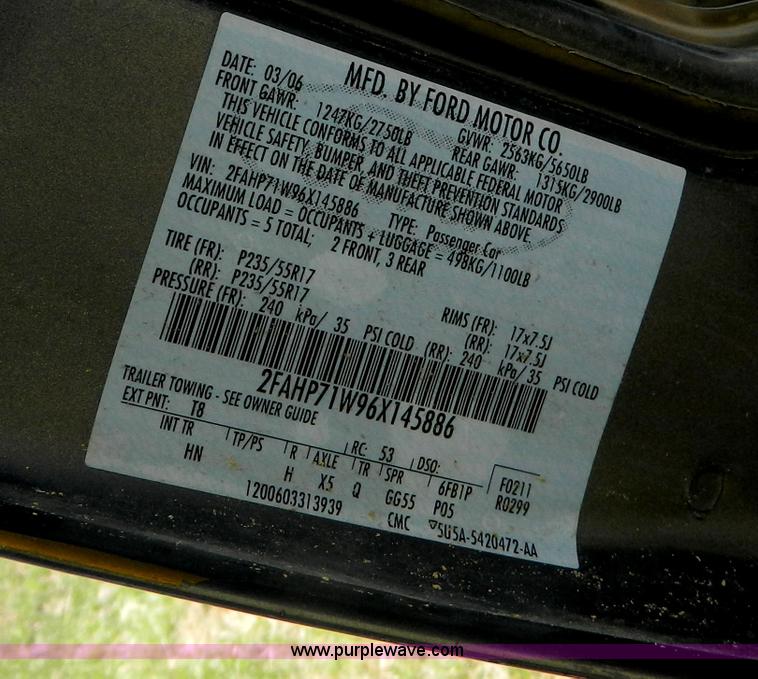 MFD. BY FORD MOTOR CO.
DATE: 03/06 GVWR: 2563KG/5650LB
FRONT GAWR: 1247KG/2750LB REAR GAWR: 1315KG/2900LB
THIS VEHICLE CONFORMS TO ALL APPLICABLE FEDERAL MOTOR
VEHICLE SAFETY, BUMPER, AND THEFT PREVENTION STANDARDS
IN EFFECT ON THE DATE OF MANUFACTURE SHOWN ABOVE.
VIN: 2FAHP71W96X145886 TYPE: Passenger Car
MAXIMUM LOAD = OCCUPANTS + LUGGAGE = 498KG/1100LB
OCCUPANTS = 5 TOTAL; 2 FRONT, 3 REAR
TIRE (FR): P235/55R17 RIMS (FR): 17x7.5J
(RR): P235/55R17 (RR): 17x7.5J
PRESSURE (FR): 240 kPa/ 35 PSI COLD (RR): 240 kPa/35 PSI COLD
2FAHP71W96X145886
TRAILER TOWING - SEE OWNER GUIDE
EXT PNT: T8 RC: 53 DSO: F0211
INT TR TP/PS R AXLE TR SPR 6FB1P R0299
HN H X5 Q GG55 P05
1200603313939 CMC ▽5U5A-5420472-AA
www.purplewave.com